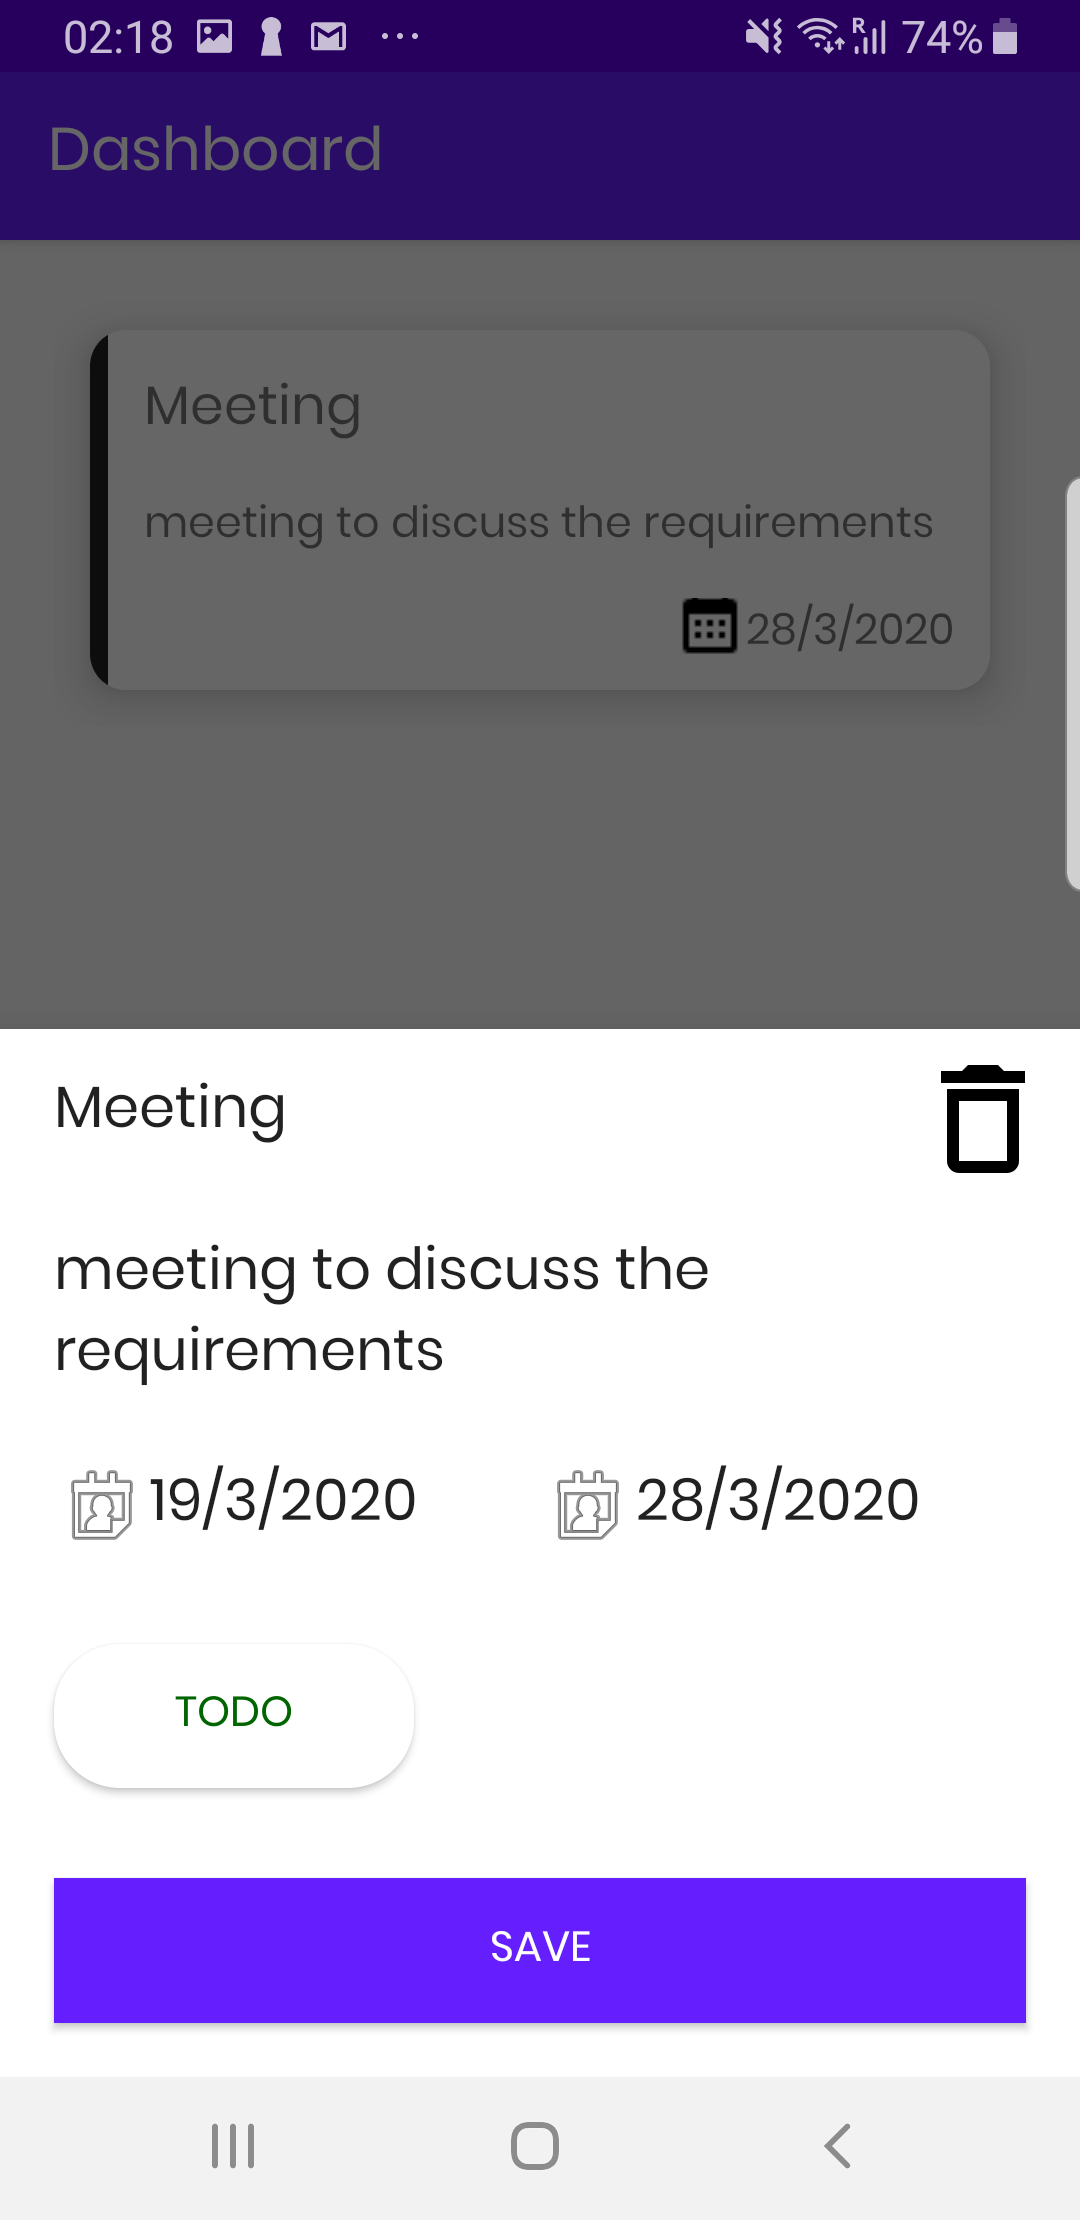 02:18 R 74%
Dashboard
Meeting
meeting to discuss the requirements
28/3/2020
Meeting
meeting to discuss the
requirements
19/3/2020 28/3/2020
TODO
SAVE